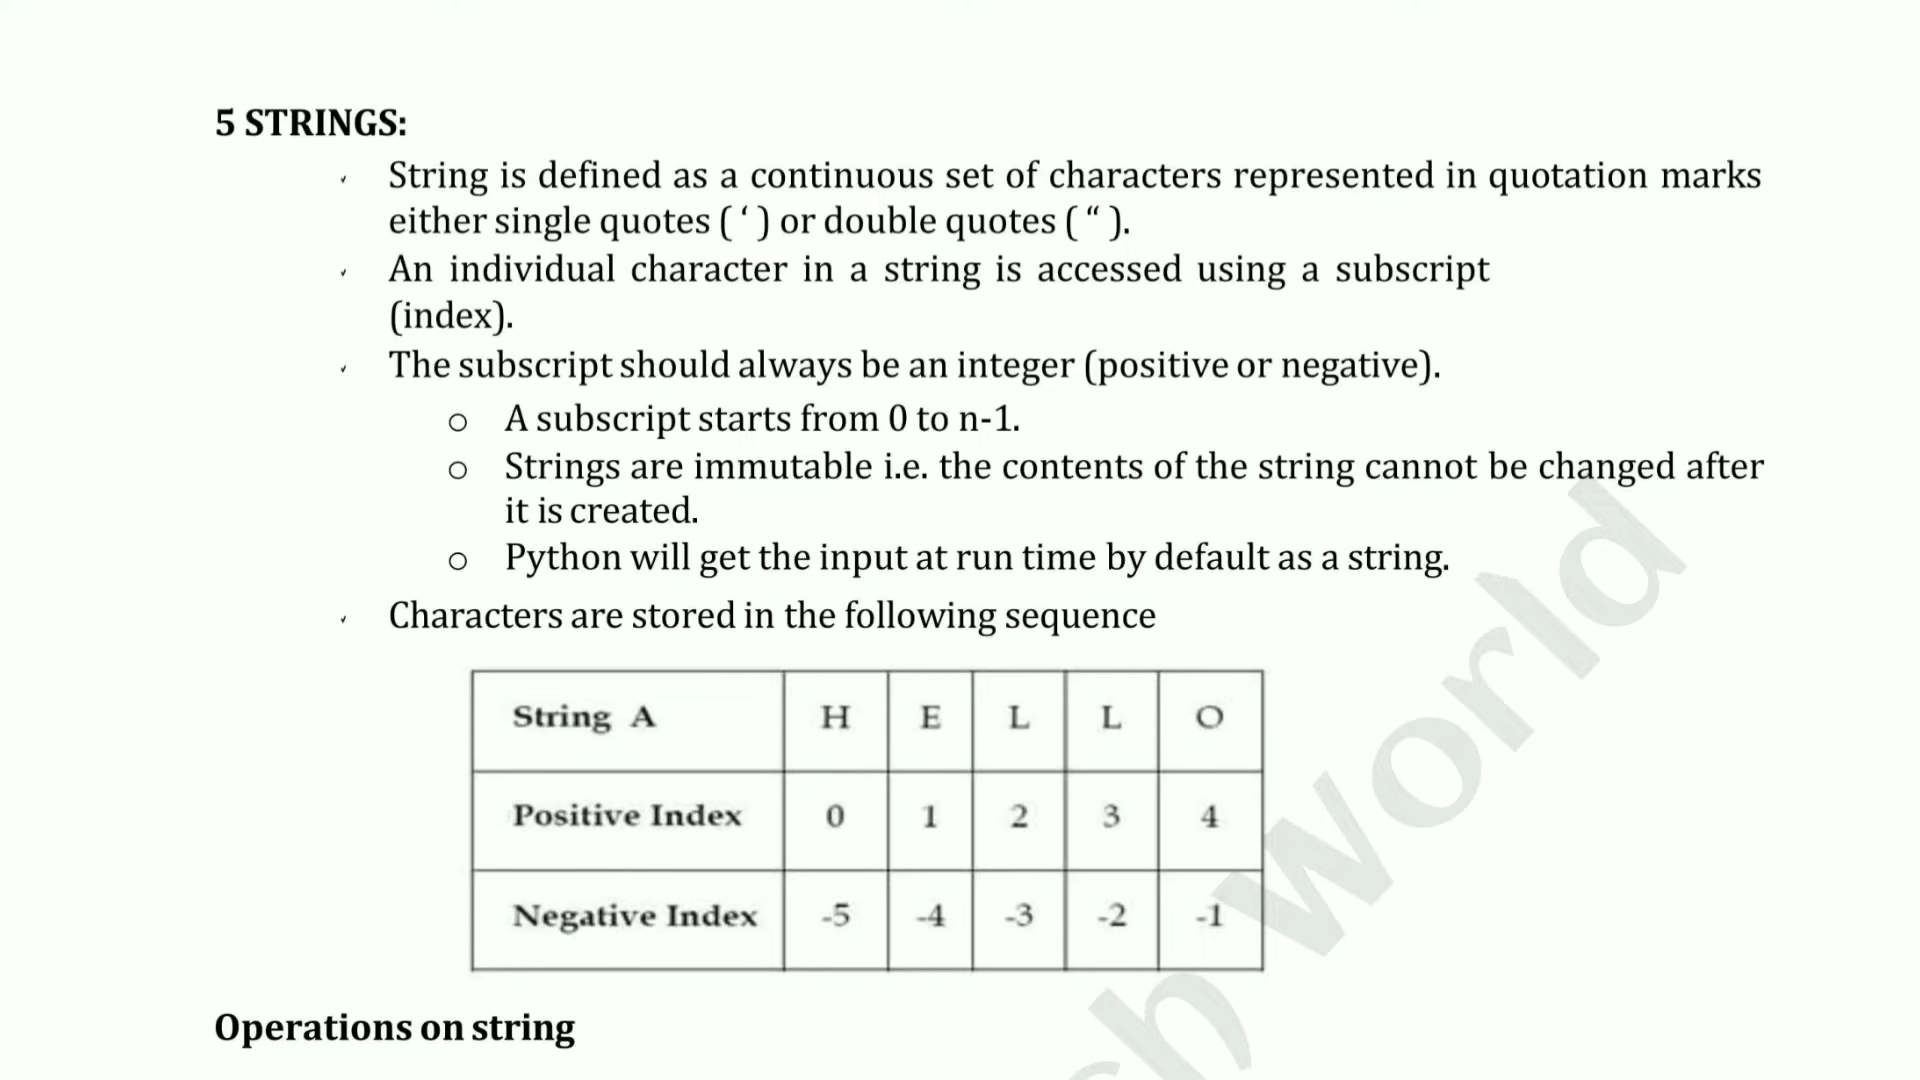 5 STRINGS:
✓ String is defined as a continuous set of characters represented in quotation marks
either single quotes ( ‘ ) or double quotes ( “ ).
✓ An individual character in a string is accessed using a subscript
(index).
✓ The subscript should always be an integer (positive or negative).
o A subscript starts from 0 to n-1.
o Strings are immutable i.e. the contents of the string cannot be changed after
it is created.
o Python will get the input at run time by default as a string.
✓ Characters are stored in the following sequence
String A H E L L O
Positive Index 0 1 2 3 4
Negative Index -5 -4 -3 -2 -1
Operations on string
world